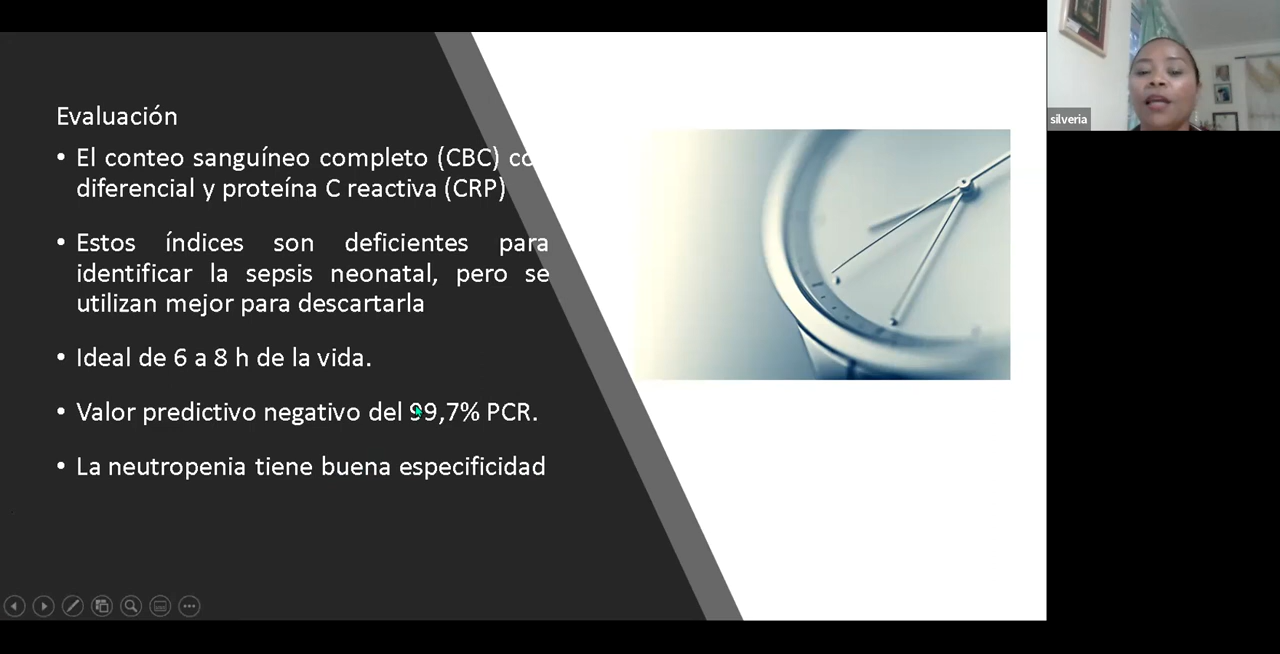 Evaluación
• El conteo sanguíneo completo (CBC)
diferencial y proteína C reactiva (CRP)
• Estos índices son deficientes para
identificar la sepsis neonatal, pero se
utilizan mejor para descartarla
• Ideal de 6 a 8 h de la vida.
• Valor predictivo negativo del 99,7% PCR.
• La neutropenia tiene buena especificidad
silveria